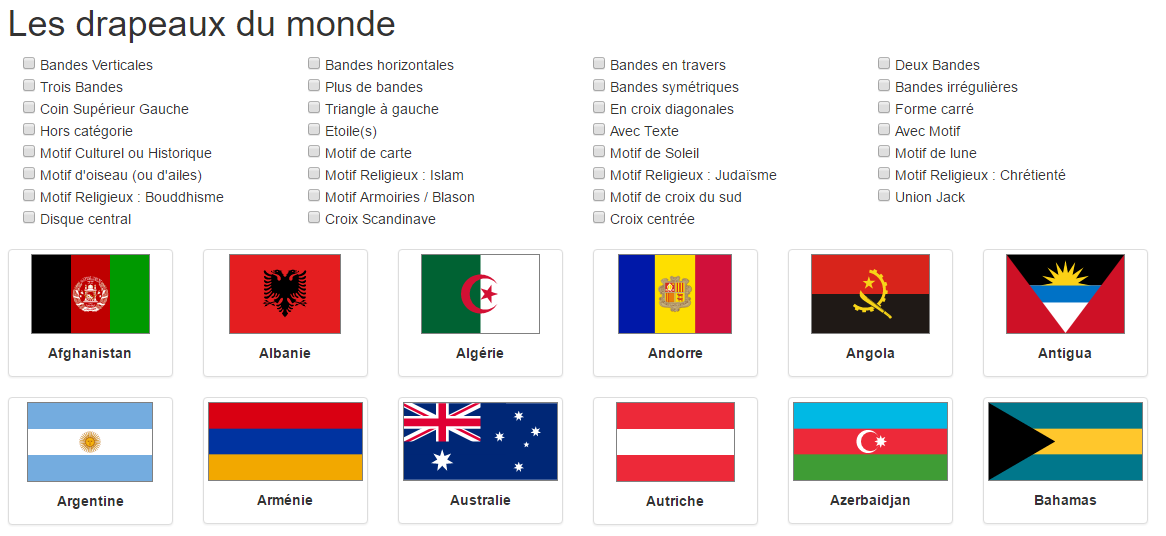 Les drapeaux du monde
Bandes Verticales Bandes horizontales Bandes en travers Deux Bandes
Trois Bandes Plus de bandes Bandes symétriques Bandes irrégulières
Coin Supérieur Gauche Triangle à gauche En croix diagonales Forme carré
Hors catégorie Etoile(s) Avec Texte Avec Motif
Motif Culturel ou Historique Motif de carte Motif de Soleil Motif de lune
Motif d'oiseau (ou d'ailes) Motif Religieux : Islam Motif Religieux : Judaïsme Motif Religieux : Chrétienté
Motif Religieux : Bouddhisme Motif Armoiries / Blason Motif de croix du sud Union Jack
Disque central Croix Scandinave Croix centrée
Afghanistan Albanie Algérie Andorre Angola Antigua
Argentine Arménie Australie Autriche Azerbaidjan Bahamas